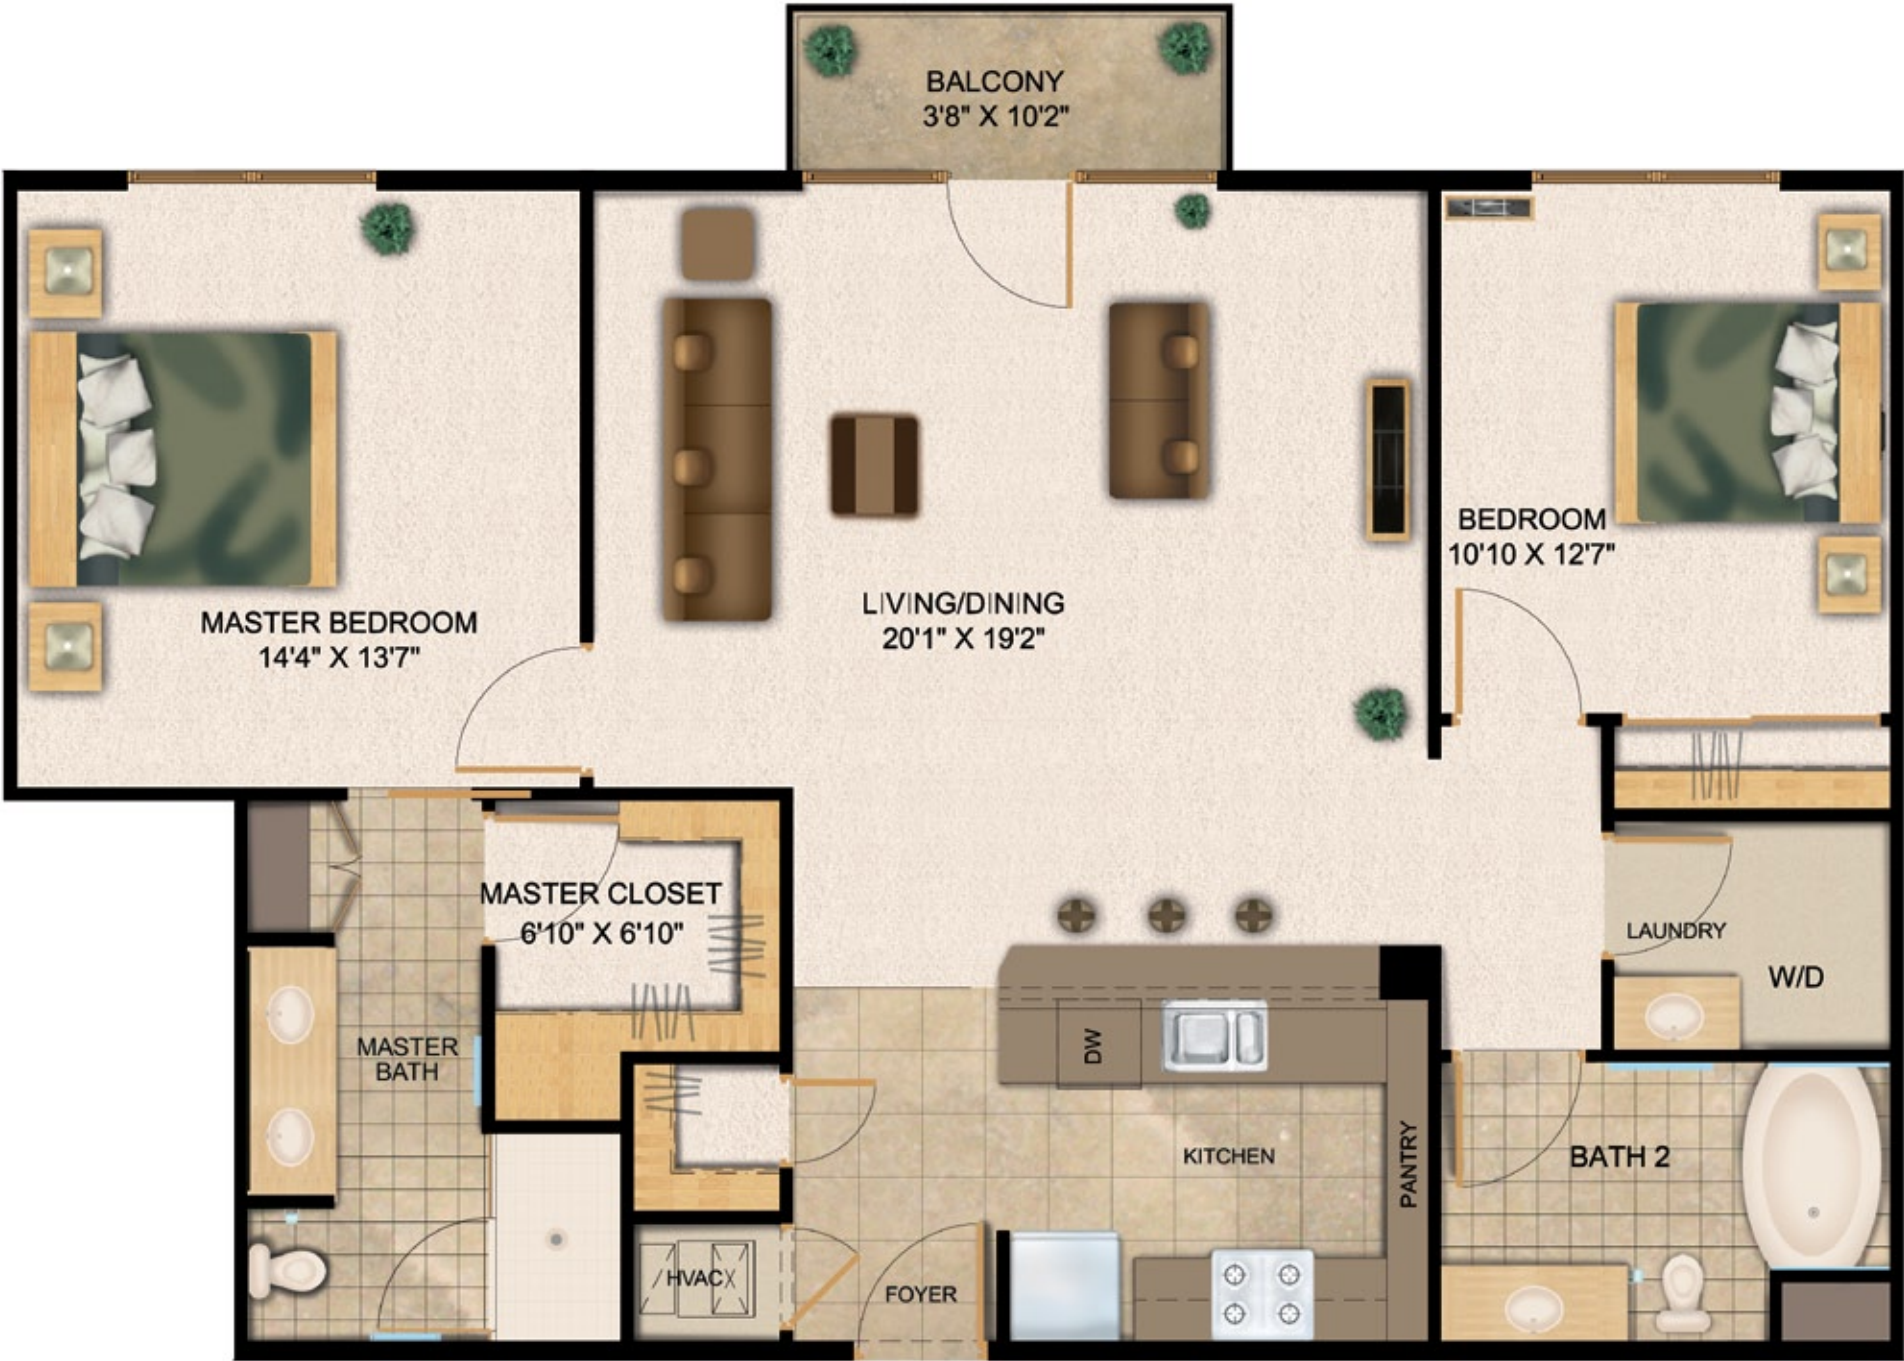 BALCONY
3'8" X 10'2"
BEDROOM
10'10 X 12'7"
LIVING/DINING
20'1" X 19'2"
MASTER BEDROOM
14'4" X 13'7"
MASTER CLOSET
6'10" X 6'10"
LAUNDRY
W/D
MASTER
BATH
DW
KITCHEN
PANTRY
BATH 2
HVAC
FOYER